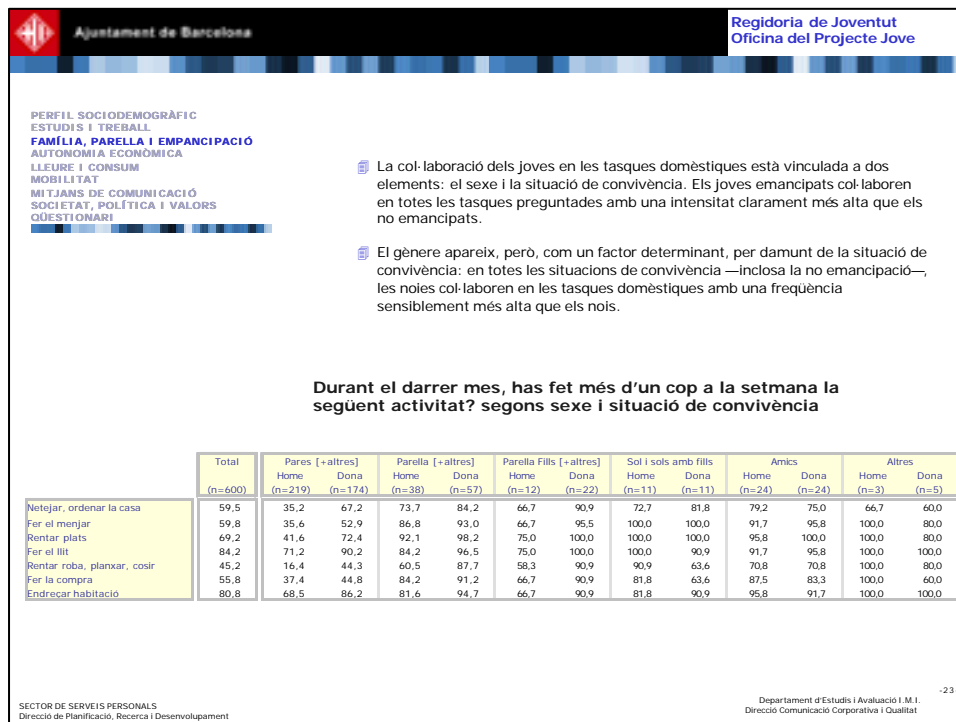 Ajuntament de Barcelona
Regidoria de Joventut
Oficina del Projecte Jove
PERFIL SOCIODEMOGRÀFIC
ESTUDIS I TREBALL
FAMÍLIA, PARELLA I EMPANCIPACIÓ
AUTONOMIA ECONÒMICA
LLEURE I CONSUM
MOBILITAT
MITJANS DE COMUNICACIÓ
SOCIETAT, POLÍTICA I VALORS
QÜESTIONARI
La col·laboració dels joves en les tasques domèstiques està vinculada a dos
elements: el sexe i la situació de convivència. Els joves emancipats col·laboren
en totes les tasques preguntades amb una intensitat clarament més alta que els
no emancipats.
El gènere apareix, però, com un factor determinant, per damunt de la situació de
convivència: en totes les situacions de convivència —inclosa la no emancipació—,
les noies col·laboren en les tasques domèstiques amb una freqüència
sensiblement més alta que els nois.
Durant el darrer mes, has fet més d'un cop a la setmana la
següent activitat? segons sexe i situació de convivència
Total Pares [+altres] Parella [+altres] Parella Fills [+altres] Sol i sols amb fills Amics Altres
Home Dona Home Dona Home Dona Home Dona Home Dona Home Dona
(n=600) (n=219) (n=174) (n=38) (n=57) (n=12) (n=22) (n=11) (n=11) (n=24) (n=24) (n=3) (n=5)
Netejar, ordenar la casa 59,5 35,2 67,2 73,7 84,2 66,7 90,9 72,7 81,8 79,2 75,0 66,7 60,0
Fer el menjar 59,8 35,6 52,9 86,8 93,0 66,7 95,5 100,0 100,0 91,7 95,8 100,0 80,0
Rentar plats 69,2 41,6 72,4 92,1 98,2 75,0 100,0 100,0 100,0 95,8 100,0 100,0 80,0
Fer el llit 84,2 71,2 90,2 84,2 96,5 75,0 100,0 100,0 90,9 91,7 95,8 100,0 100,0
Rentar roba, planxar, cosir 45,2 16,4 44,3 60,5 87,7 58,3 90,9 90,9 63,6 70,8 70,8 100,0 80,0
Fer la compra 55,8 37,4 44,8 84,2 91,2 66,7 90,9 81,8 63,6 87,5 83,3 100,0 60,0
Endreçar habitació 80,8 68,5 86,2 81,6 94,7 66,7 90,9 81,8 90,9 95,8 91,7 100,0 100,0
SECTOR DE SERVEIS PERSONALS
Direcció de Planificació, Recerca i Desenvolupament
Departament d'Estudis i Avaluació I.M.I.
Direcció Comunicació Corporativa i Qualitat
-23